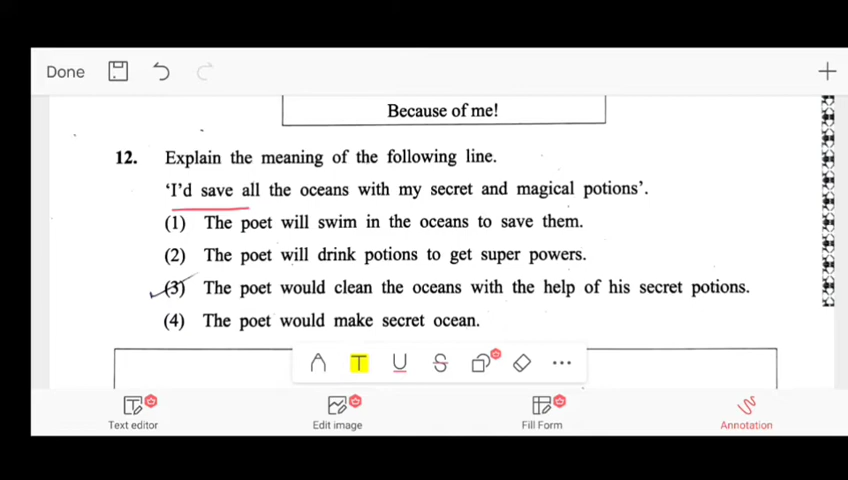 Done
Because of me!
12. Explain the meaning of the following line.
‘I’d save all the oceans with my secret and magical potions’.
(1) The poet will swim in the oceans to save them.
(2) The poet will drink potions to get super powers.
(3) The poet would clean the oceans with the help of his secret potions.
(4) The poet would make secret ocean.
T U S
Text editor Edit image Fill Form Annotation